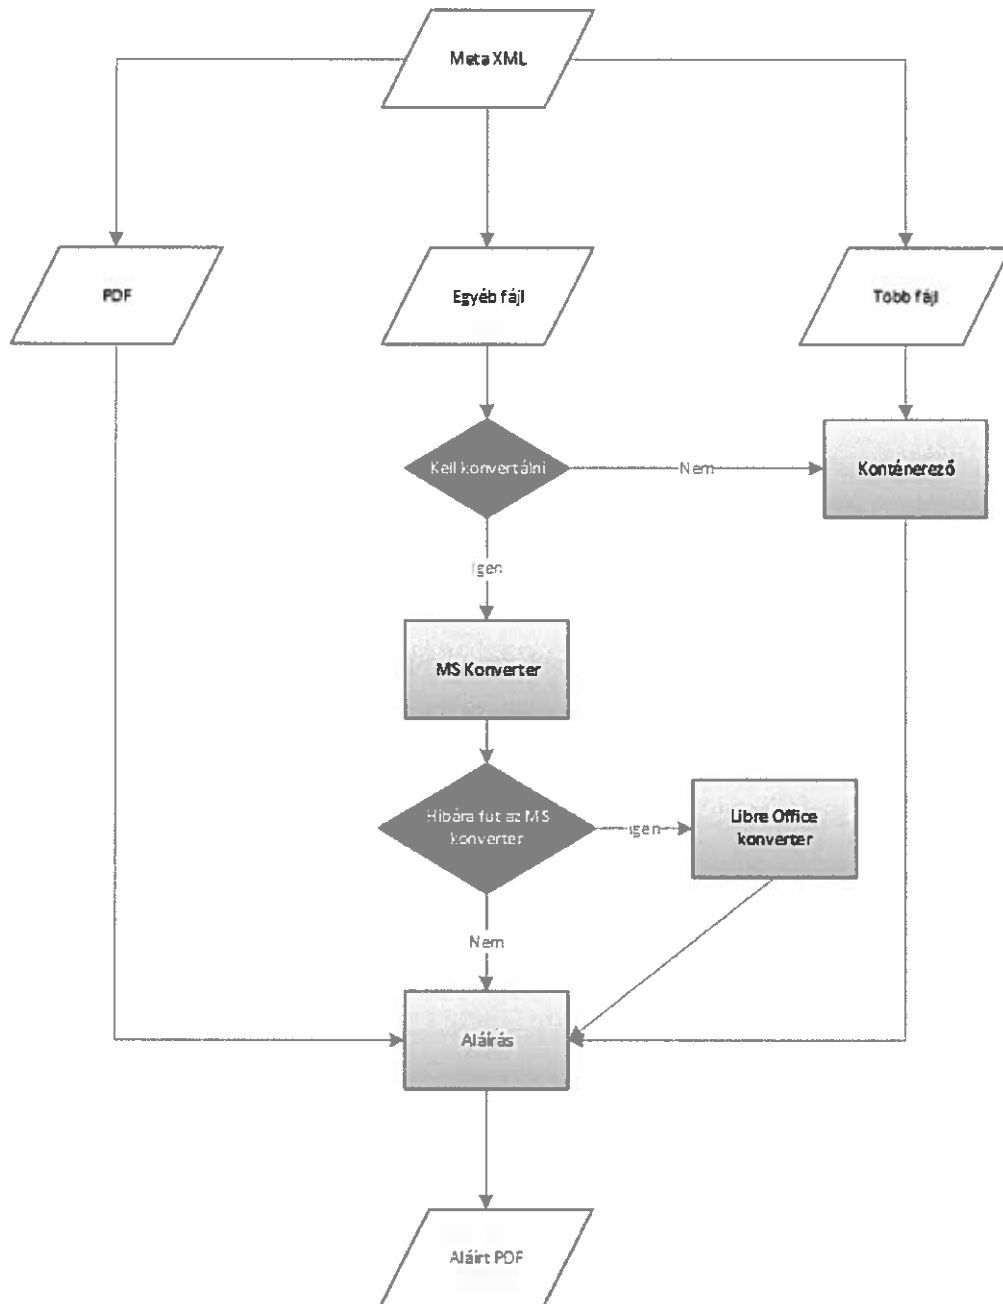 Meta XML
PDF
Egyéb fájl
Több fájl
Kell konvertálni
Nem
Konténerező
Igen
MS Konverter
Hibára fut az MS
konverter
igen
Libre Office
konverter
Nem
Aláírás
Aláírt PDF